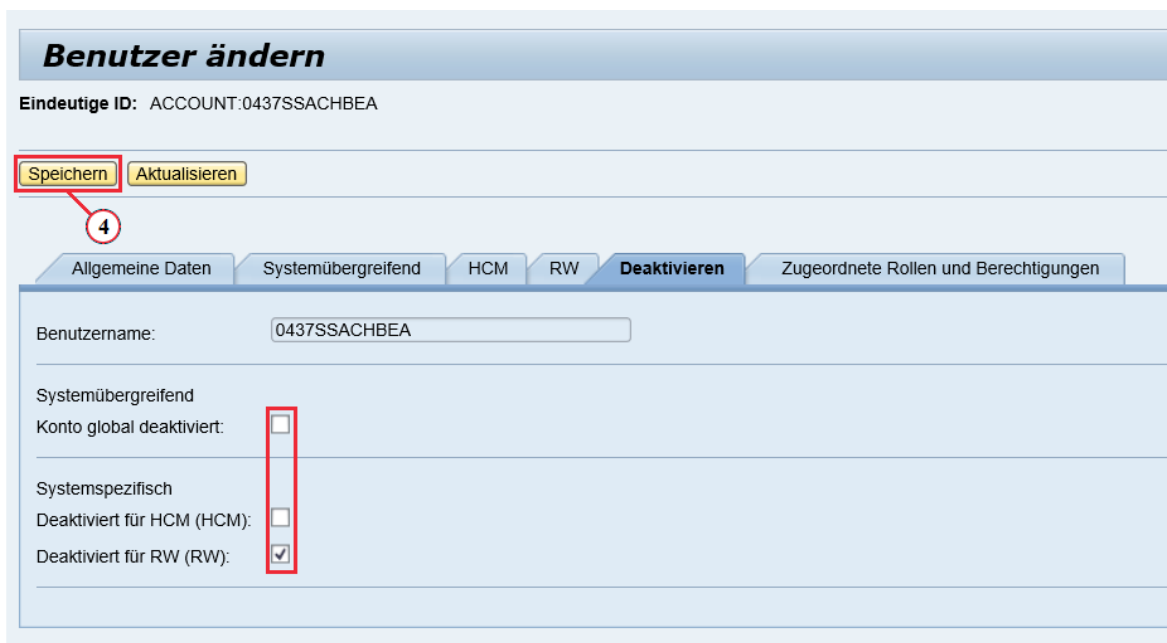 Benutzer ändern
Eindeutige ID: ACCOUNT:0437SSACHBEA
Speichern Aktualisieren
4
Allgemeine Daten Systemübergreifend HCM RW Deaktivieren Zugeordnete Rollen und Berechtigungen
Benutzername: 0437SSACHBEA
Systemübergreifend
Konto global deaktiviert:
Systemspezifisch
Deaktiviert für HCM (HCM):
Deaktiviert für RW (RW):